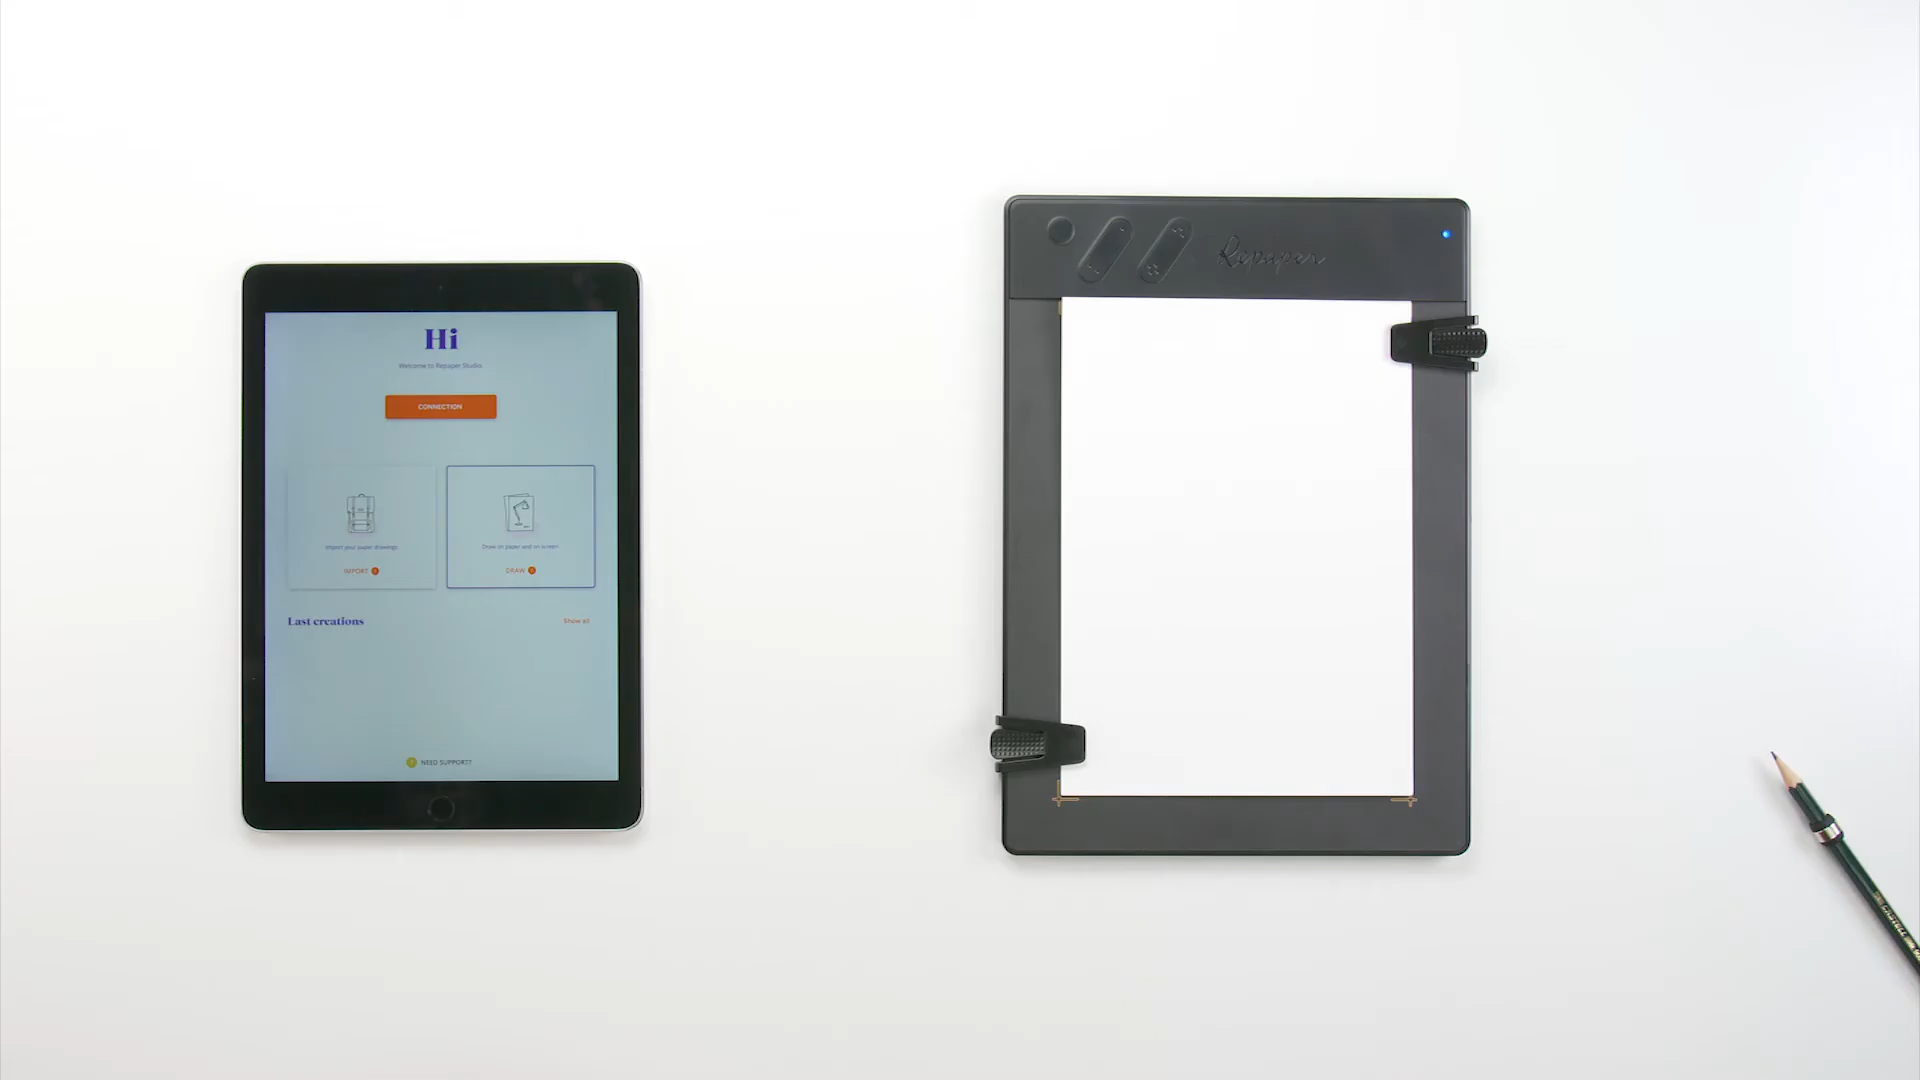 Hi
Welcome to Repaper Studio
CONNECTION
Import your paper drawings
Draw on paper and on screen
IMPORT
DRAW
Last creations
Show all
NEED SUPPORT?
Repaper
CASTELL